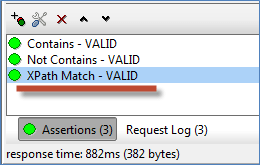 Contains - VALID
Not Contains - VALID
XPath Match - VALID
Assertions (3) Request Log (3)
response time: 882ms (382 bytes)